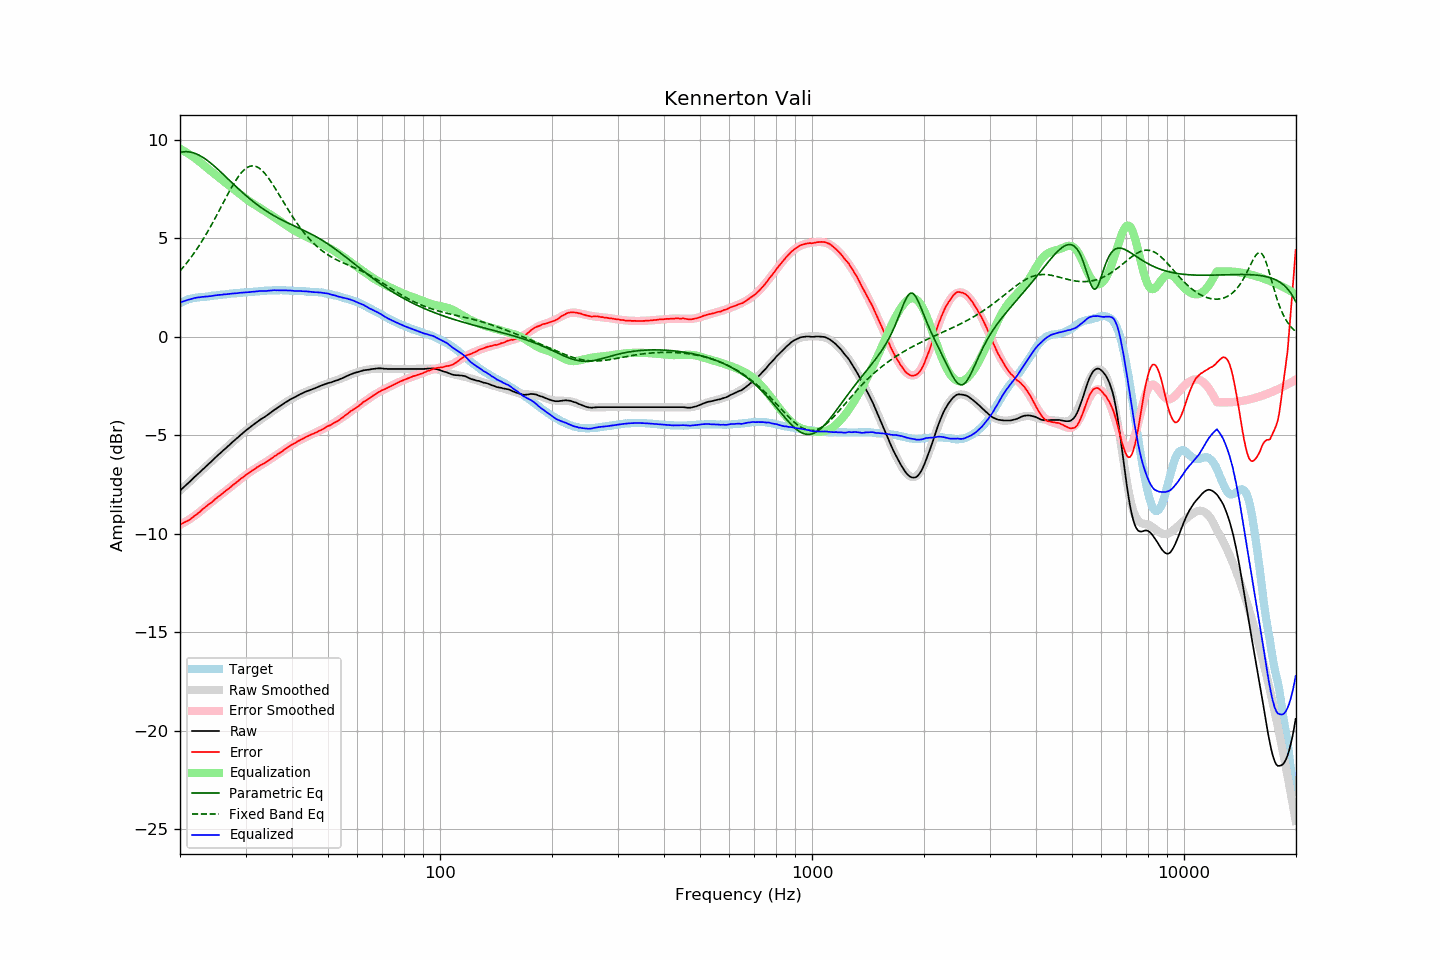 Kennerton Vali
10
5
0
−5
−10
−15
−20
−25
Amplitude (dBr)
Target
Raw Smoothed
Error Smoothed
Raw
Error
Equalization
Parametric Eq
Fixed Band Eq
Equalized
100
1000
10000
Frequency (Hz)